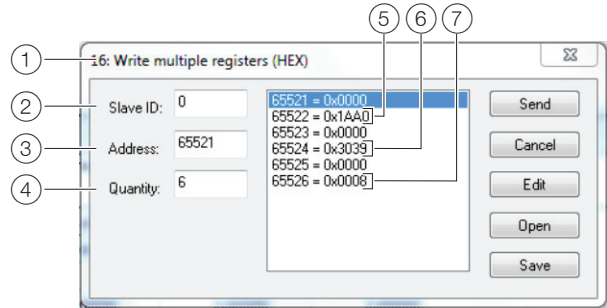 5 6 7
1 16: Write multiple registers (HEX)
2 Slave ID: 0
3 Address: 65521
4 Quantity: 6
65521 = 0x0000
65522 = 0x1AA0
65523 = 0x0000
65524 = 0x3039
65525 = 0x0000
65526 = 0x0008
Send
Cancel
Edit
Open
Save